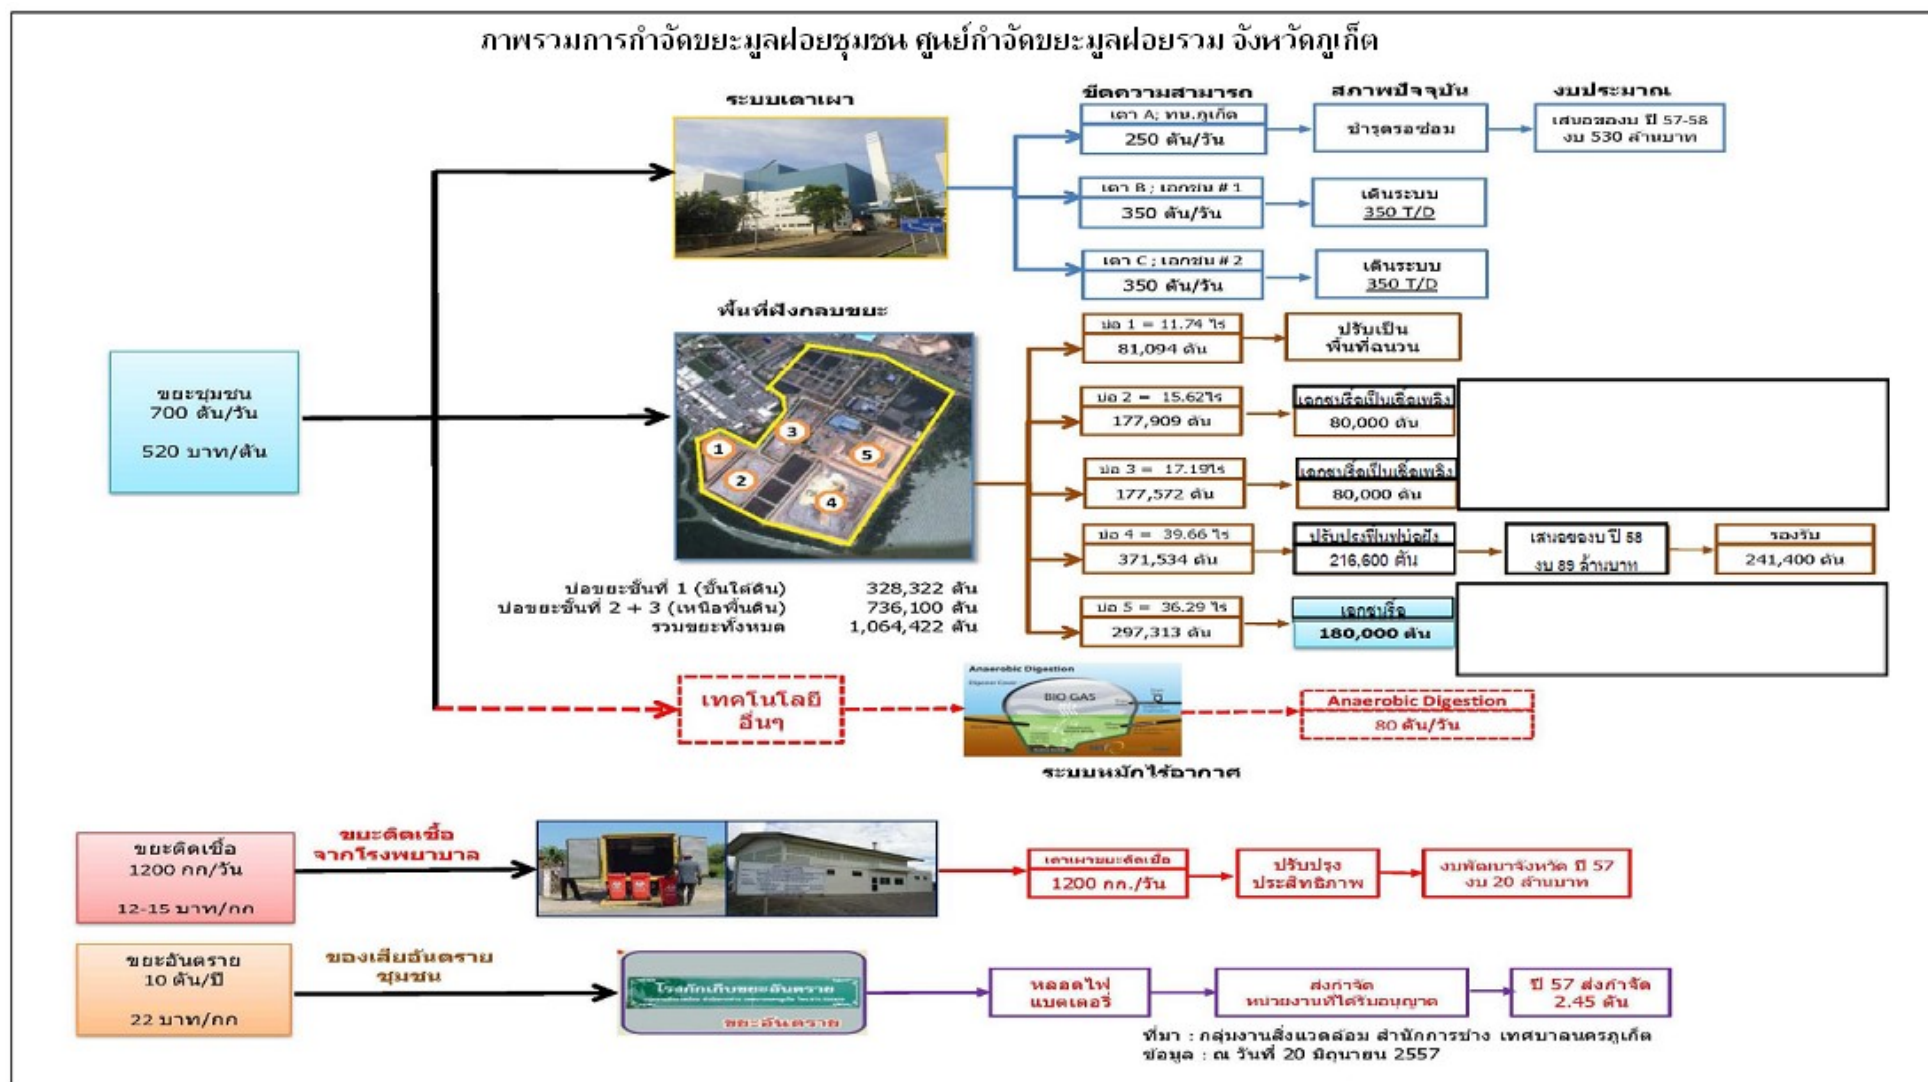 ภาพรวมการกำจัดขยะมูลฝอยชุมชน ศูนย์กำจัดขยะมูลฝอยรวม จังหวัดภูเก็ต
ระบบเตาเผา
ขีดความสามารถ
สภาพปัจจุบัน
งบประมาณ
เตา A; ทน.ภูเก็ต
250 ตัน/วัน
ชำรุดรอซ่อม
เสนอของบ ปี 57-58
งบ 530 ล้านบาท
เตา B ; เอกชน # 1
350 ตัน/วัน
เดินระบบ
350 T/D
เตา C ; เอกชน # 2
350 ตัน/วัน
เดินระบบ
350 T/D
ขยะชุมชน
700 ตัน/วัน
520 บาท/ตัน
พื้นที่ฝังกลบขยะ
1
2
3
4
5
บ่อ 1 = 11.74 ไร่
81,094 ตัน
ปรับเป็น
พื้นที่ฉนวน
บ่อ 2 = 15.62ไร่
177,909 ตัน
เอกชนรื้อเป็นเชื้อเพลิง
80,000 ตัน
บ่อ 3 = 17.19ไร่
177,572 ตัน
เอกชนรื้อเป็นเชื้อเพลิง
80,000 ตัน
บ่อ 4 = 39.66 ไร่
371,534 ตัน
ปรับปรุงฟื้นฟูบ่อฝัง
216,600 ตัน
เสนอของบ ปี 58
งบ 89 ล้านบาท
รองรับ
241,400 ตัน
บ่อ 5 = 36.29 ไร่
297,313 ตัน
เอกชนรื้อ
180,000 ตัน
บ่อขยะชั้นที่ 1 (ชั้นใต้ดิน) 328,322 ตัน
บ่อขยะชั้นที่ 2 + 3 (เหนือพื้นดิน) 736,100 ตัน
รวมขยะทั้งหมด 1,064,422 ตัน
เทคโนโลยี
อื่นๆ
Anaerobic Digestion
Digester Cover
BIO GAS
ระบบหมักไร้อากาศ
Anaerobic Digestion
80 ตัน/วัน
ขยะติดเชื้อ
1200 กก/วัน
12-15 บาท/กก
ขยะติดเชื้อ
จากโรงพยาบาล
เตาเผาขยะติดเชื้อ
1200 กก./วัน
ปรับปรุง
ประสิทธิภาพ
งบพัฒนาจังหวัด ปี 57
งบ 20 ล้านบาท
ขยะอันตราย
10 ตัน/ปี
22 บาท/กก
ของเสียอันตราย
ชุมชน
โรงกักเก็บขยะอันตราย
ขยะอันตราย
หลอดไฟ
แบตเตอรี่
ส่งกำจัด
หน่วยงานที่ได้รับอนุญาต
ปี 57 ส่งกำจัด
2.45 ตัน
ที่มา : กลุ่มงานสิ่งแวดล้อม สำนักการช่าง เทศบาลนครภูเก็ต
ข้อมูล : ณ วันที่ 20 มิถุนายน 2557